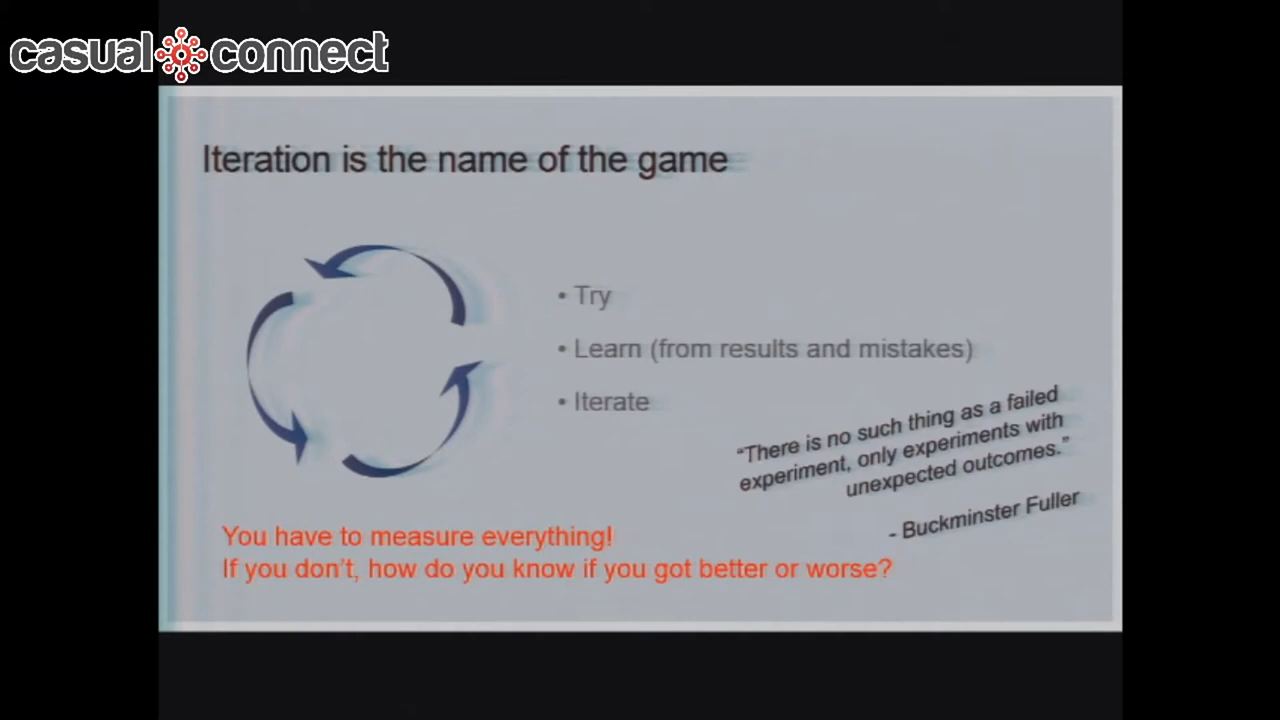 casual connect
Iteration is the name of the game
• Try
• Learn (from results and mistakes)
• Iterate
“There is no such thing as a failed
experiment, only experiments with
unexpected outcomes.”
- Buckminster Fuller
You have to measure everything!
If you don’t, how do you know if you got better or worse?